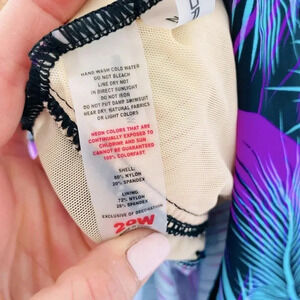 HAND WASH COLD WATER
DO NOT BLEACH
LINE DRY NOT
IN DIRECT SUNLIGHT
DO NOT IRON
DO NOT PUT DAMP SWIMSUIT
NEAR DRY, NATURAL FABRICS
OR LIGHT COLORS
NEON COLORS THAT ARE
CONTINUALLY EXPOSED TO
CHLORINE AND SUN
CANNOT BE GUARANTEED
100% COLORFAST
SHELL:
80% NYLON
20% SPANDEX
LINING:
72% NYLON
28% SPANDEX
EXCLUSIVE OF DECORATION
20W